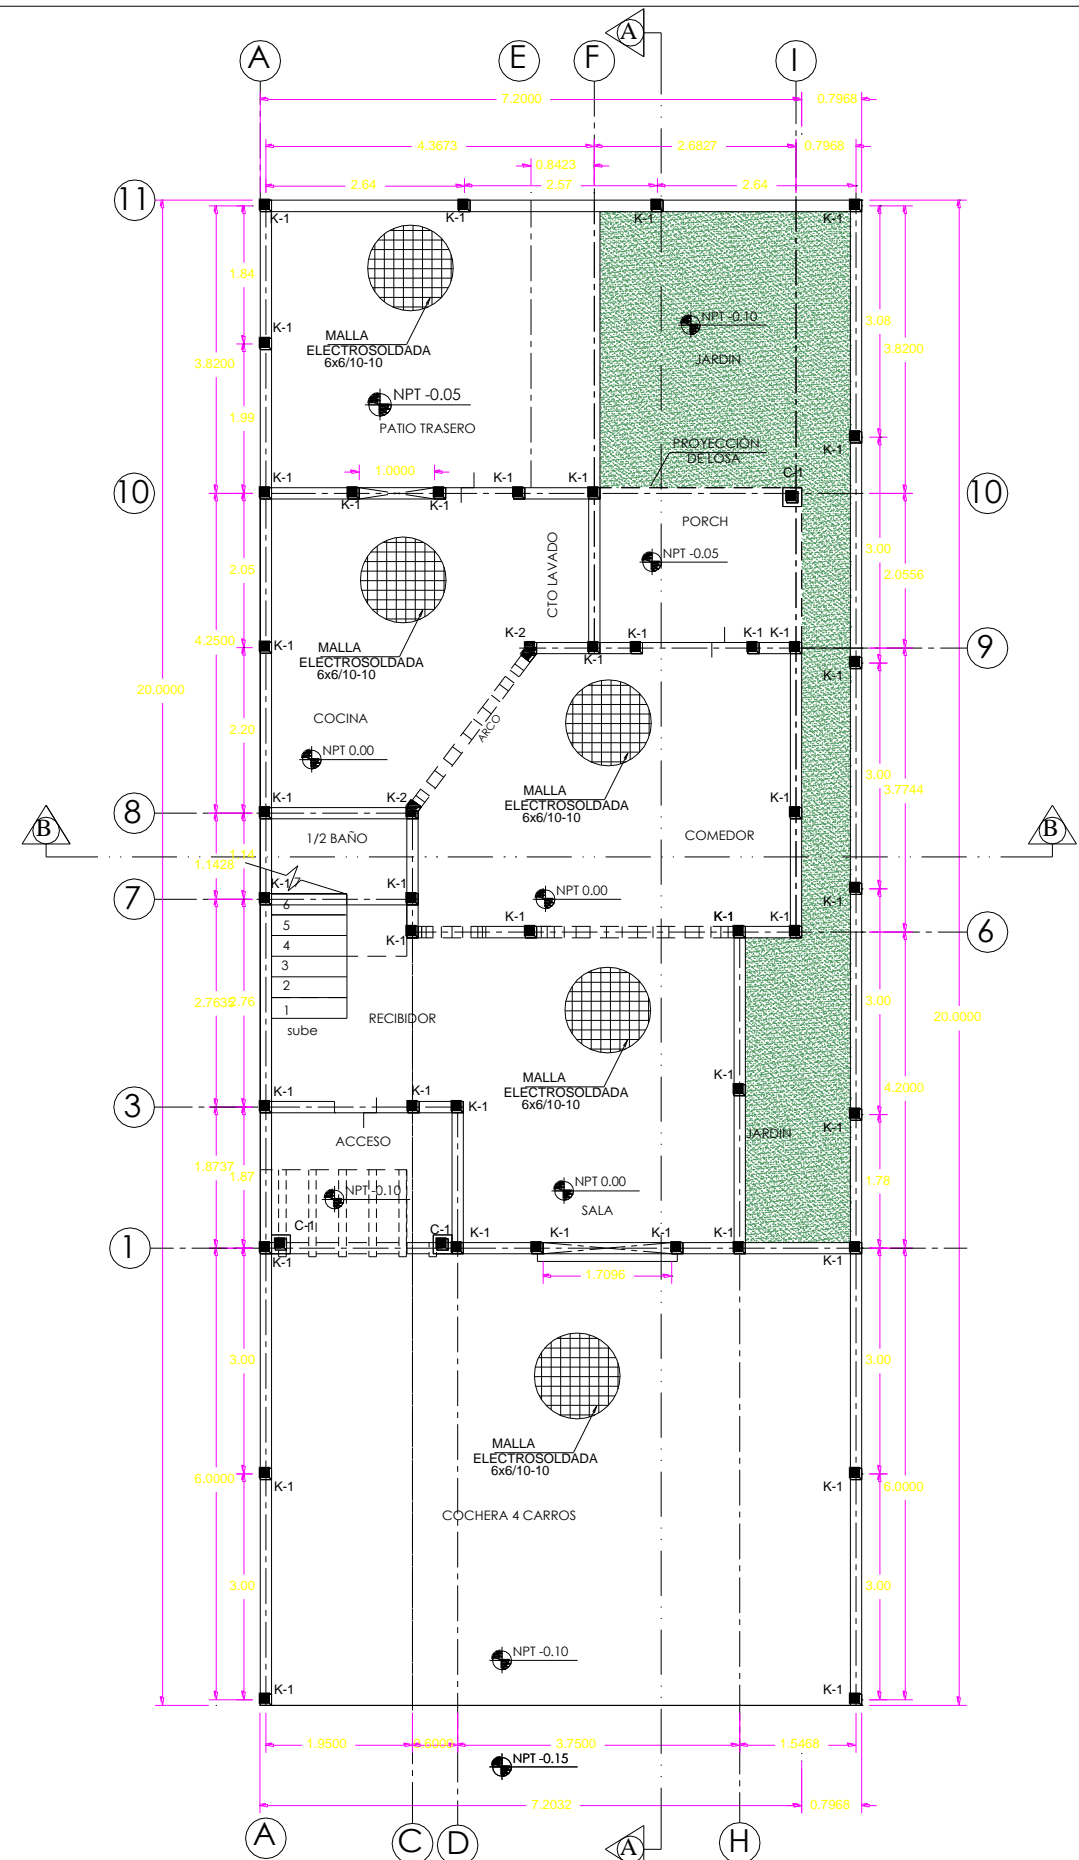 A
A
E
F
I
7.2000
0.7968
4.3673
2.6827
0.7968
0.8423
2.64
2.57
2.64
11
K-1
K-1
K-1
K-1
1.84
3.08
NPT -0.10
K-1
MALLA
ELECTROSOLDADA
6x6/10-10
3.8200
3.8200
JARDIN
NPT -0.05
PATIO TRASERO
1.99
PROYECCIÓN
DE LOSA
K-1
1.0000
C-1
10
K-1
K-1
K-1
K-1
K-1
10
PORCH
CTO LAVADO
NPT -0.05
3.00
2.0556
2.05
4.2500
K-2
K-1
K-1
K-1
K-1
K-1
9
MALLA
ELECTROSOLDADA
6x6/10-10
K-1
20.0000
COCINA
ARCO
2.20
NPT 0.00
3.00
3.7744
MALLA
ELECTROSOLDADA
6x6/10-10
8
K-1
K-2
K-1
B
B
1/2 BAÑO
COMEDOR
1.14
1.1428
7
K-1
K-1
NPT 0.00
K-1
6
K-1
K-1
K-1
K-1
6
5
4
3
2
1
sube
2.76
RECIBIDOR
3.00
20.0000
MALLA
ELECTROSOLDADA
6x6/10-10
K-1
4.2008
3
K-1
K-1
K-1
K-1
ACCESO
JARDIN
1.8737
1.87
1.78
NPT -0.10
NPT 0.00
SALA
C-1
C-1
1
K-1
K-1
K-1
K-1
K-1
K-1
1.7096
3.00
3.00
MALLA
ELECTROSOLDADA
6x6/10-10
6.0000
6.0000
K-1
K-1
COCHERA 4 CARROS
3.00
3.00
NPT -0.10
K-1
K-1
1.9500
3.7500
1.5468
NPT -0.15
7.2032
0.7968
A
C
D
A
H